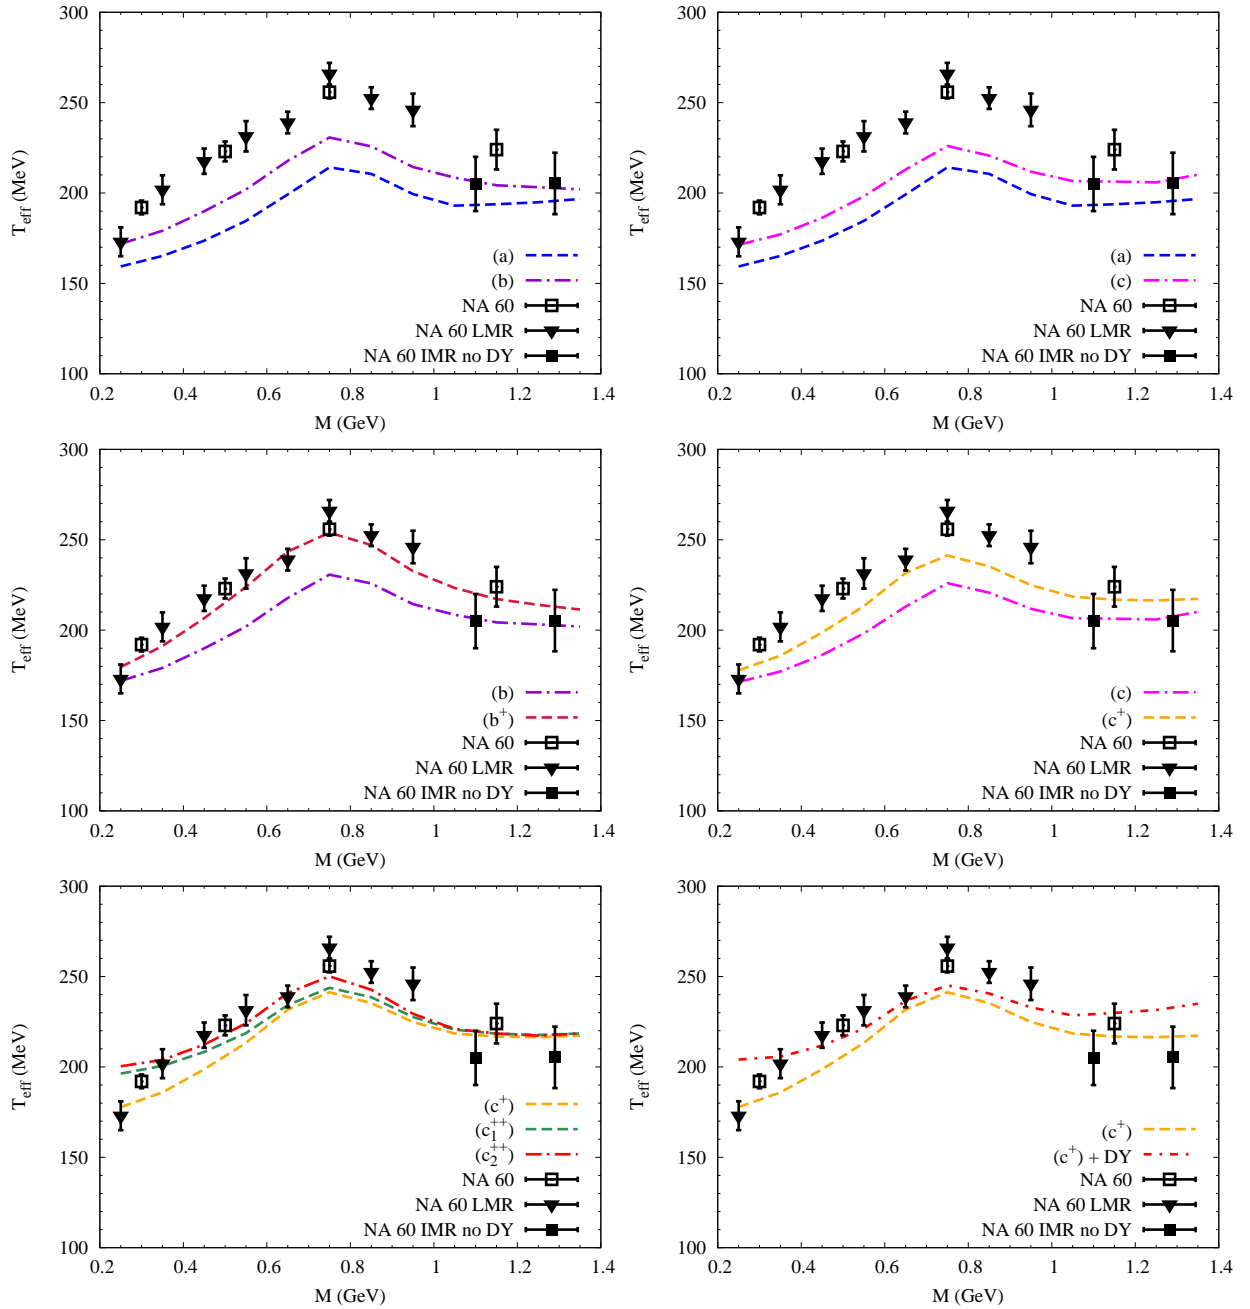 300
250
200
150
100
T_eff (MeV)
0.2 0.4 0.6 0.8 1 1.2 1.4
M (GeV)
(a)
(b)
NA 60
NA 60 LMR
NA 60 IMR no DY
300
250
200
150
100
T_eff (MeV)
0.2 0.4 0.6 0.8 1 1.2 1.4
M (GeV)
(a)
(c)
NA 60
NA 60 LMR
NA 60 IMR no DY
300
250
200
150
100
T_eff (MeV)
0.2 0.4 0.6 0.8 1 1.2 1.4
M (GeV)
(b)
(b^+)
NA 60
NA 60 LMR
NA 60 IMR no DY
300
250
200
150
100
T_eff (MeV)
0.2 0.4 0.6 0.8 1 1.2 1.4
M (GeV)
(c)
(c^+)
NA 60
NA 60 LMR
NA 60 IMR no DY
300
250
200
150
100
T_eff (MeV)
0.2 0.4 0.6 0.8 1 1.2 1.4
M (GeV)
(c^+)
(c_1^++)
(c_2^++)
NA 60
NA 60 LMR
NA 60 IMR no DY
300
250
200
150
100
T_eff (MeV)
0.2 0.4 0.6 0.8 1 1.2 1.4
M (GeV)
(c^+)
(c^+) + DY
NA 60
NA 60 LMR
NA 60 IMR no DY